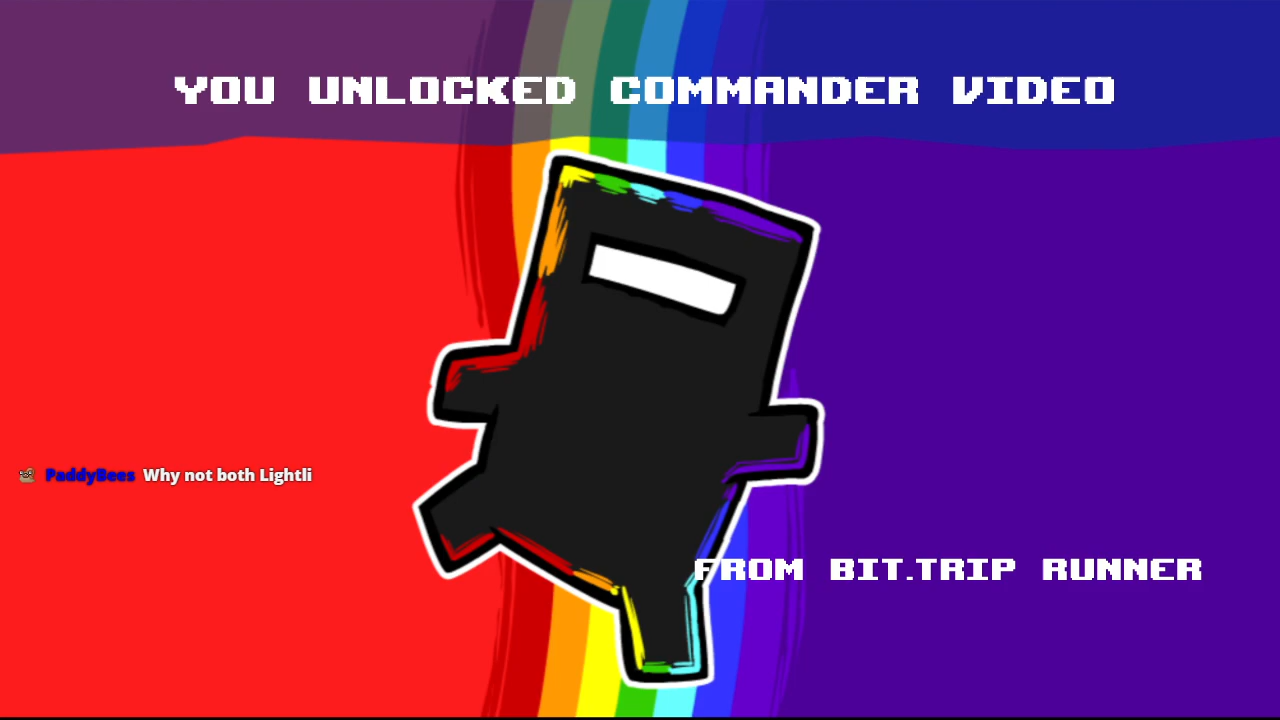 YOU UNLOCKED COMMANDER VIDEO
PaddyBees Why not both Lightli
FROM BIT.TRIP RUNNER